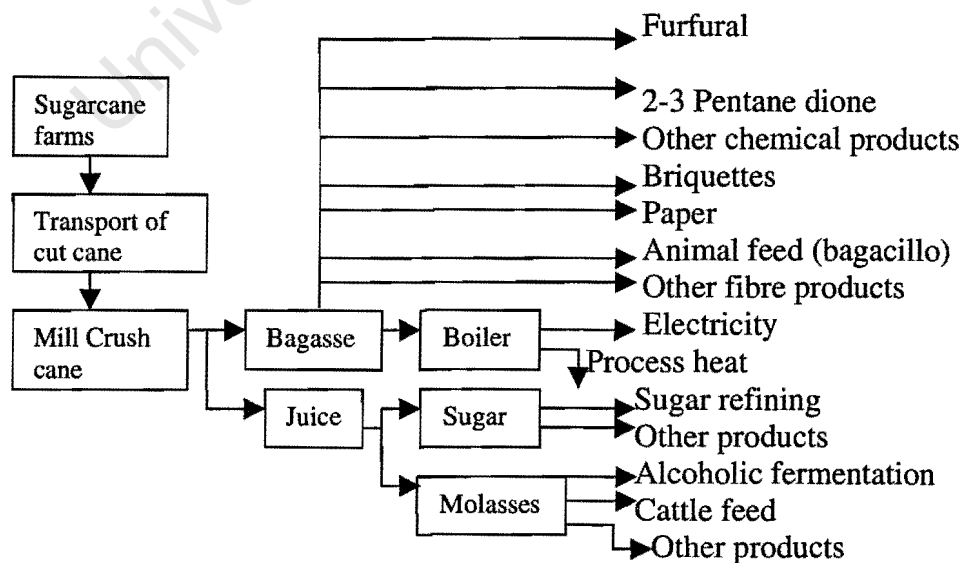 Furfural
Sugarcane
farms
2-3 Pentane dione
Other chemical products
Briquettes
Transport of
cut cane
Paper
Animal feed (bagacillo)
Other fibre products
Mill Crush
cane
Bagasse
Boiler
Electricity
Process heat
Juice
Sugar
Sugar refining
Other products
Molasses
Alcoholic fermentation
Cattle feed
Other products